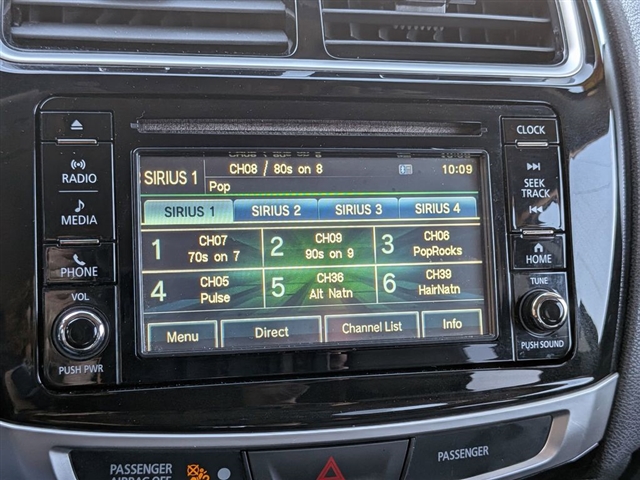 CLOCK
RADIO
MEDIA
PHONE
VOL
PUSH PWR
SEEK
TRACK
HOME
TUNE
PUSH SOUND
SIRIUS 1
CH08 / 80s on 8
10:09
Pop
SIRIUS 1 SIRIUS 2 SIRIUS 3 SIRIUS 4
1 CH07 70s on 7
2 CH09 90s on 9
3 CH06 PopRocks
4 CH05 Pulse
5 CH36 Alt Natn
6 CH39 HairNatn
Menu Direct Channel List Info
PASSENGER
AIRBAG OFF
PASSENGER